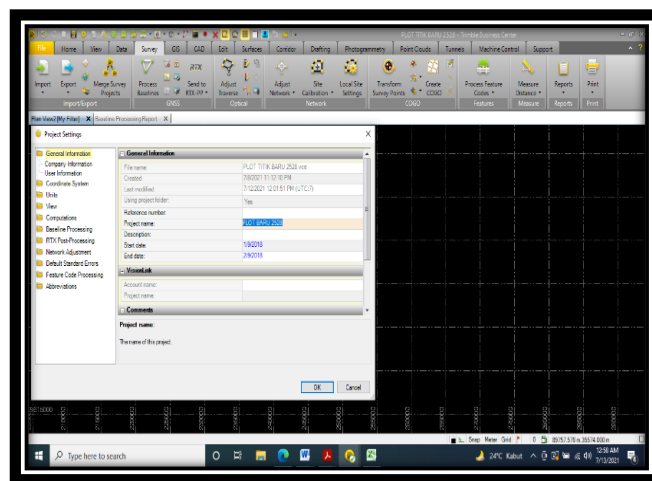 PLOT TITIK BARU 2528 - Trimble Business Center
File Home View Data Survey GIS CAD Edit Surfaces Corridor Drafting Photogrammetry Point Clouds Tunnels Machine Control Support
Import Export Merge Survey Projects Process Baselines RTX Send to RTX-PP Adjust Traverse Adjust Network Site Calibration Local Site Settings Transform Survey Points Create COGO Process Feature Codes Measure Distance Reports Print
Import/Export GNSS Optical Network COGO Features Measure Reports Print
Plan View2 [My Filter] X Baseline Processing Report X
Project Settings X
General Information
Company Information
User Information
Coordinate System
Units
View
Computations
Baseline Processing
RTX Post-Processing
Network Adjustment
Default Standard Errors
Feature Code Processing
Abbreviations
General Information
File name: PLOT TITIK BARU 2528.vce
Created: 7/8/2021 11:12:10 PM
Last modified: 7/12/2021 12:01:51 PM (UTC:7)
Using project folder: Yes
Reference number:
Project name: PLOT BARU 2528
Description:
Start date: 1/9/2018
End date: 2/9/2018
VisionLink
Account name:
Project name:
Comments
Project name:
The name of this project.
OK Cancel
9815000
Snap Meter Grid
Type here to search
24°C Kabut
12:50 AM
7/13/2021